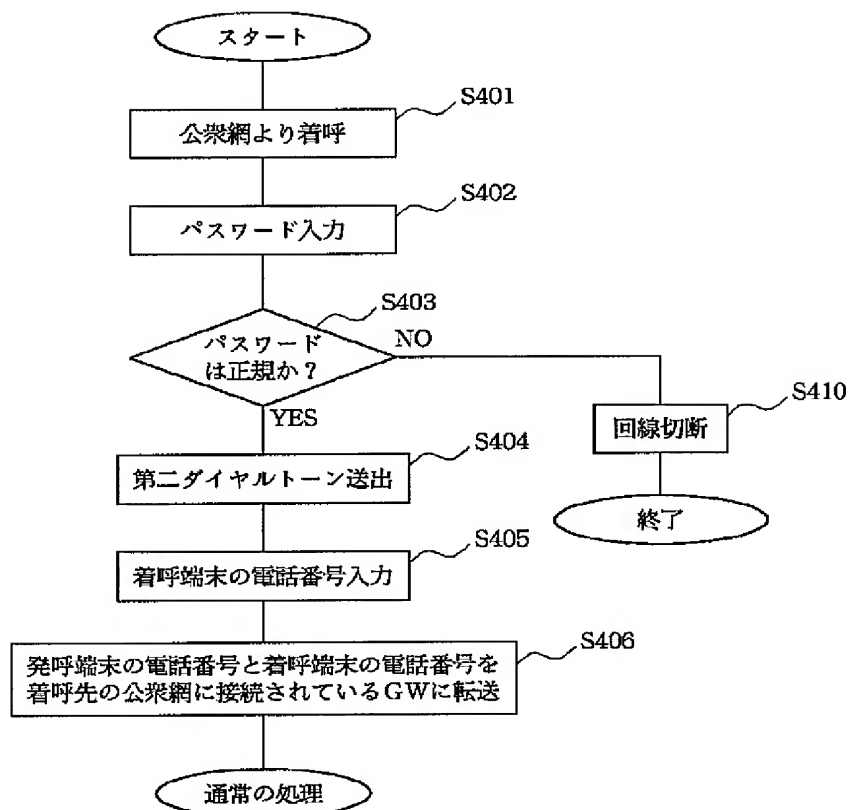 スタート
S401
公衆網より着呼
S402
パスワード入力
S403
パスワード
は正規か？
NO
YES
S410
回線切断
終了
S404
第二ダイヤルトーン送出
S405
着呼端末の電話番号入力
S406
発呼端末の電話番号と着呼端末の電話番号を
着呼先の公衆網に接続されているGWに転送
通常の処理